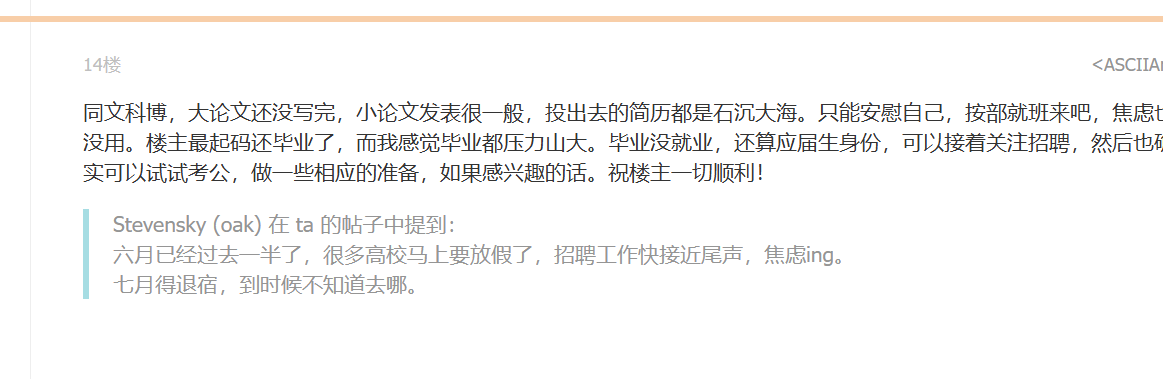 14楼
<ASCIIAr
同文科博，大论文还没写完，小论文发表很一般，投出去的简历都是石沉大海。只能安慰自己，按部就班来吧，焦虑也
没用。楼主最起码还毕业了，而我感觉毕业都压力山大。毕业没就业，还算应届生身份，可以接着关注招聘，然后也确
实可以试试考公，做一些相应的准备，如果感兴趣的话。祝楼主一切顺利！
Stevensky (oak) 在 ta 的帖子中提到：
六月已经过去一半了，很多高校马上要放假了，招聘工作快接近尾声，焦虑ing。
七月得退宿，到时候不知道去哪。